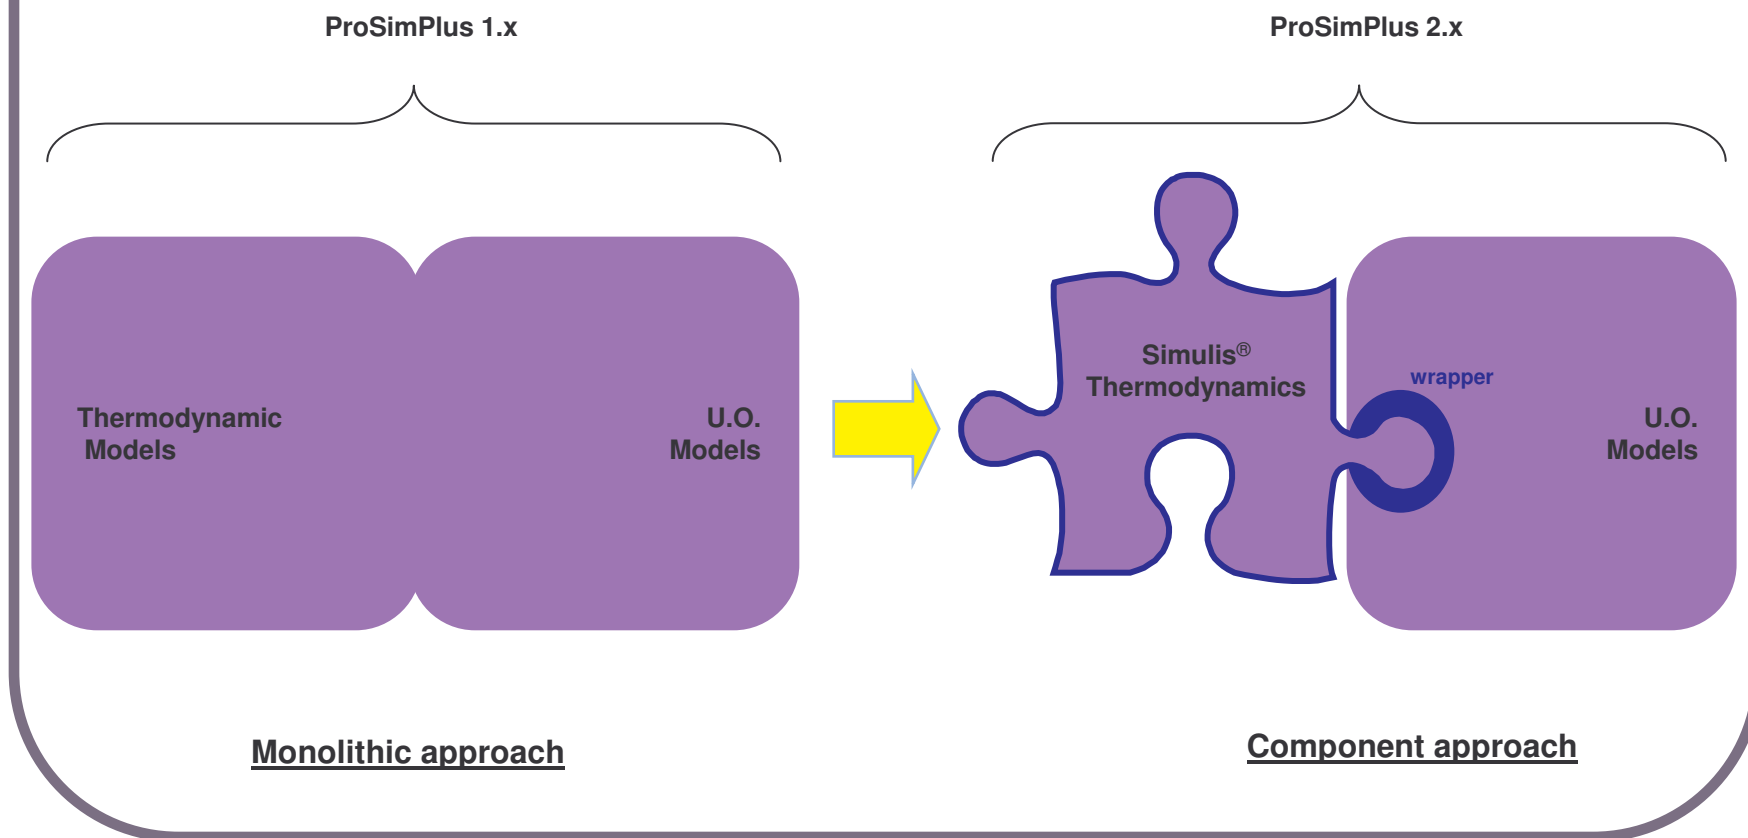 ProSimPlus 1.x
ProSimPlus 2.x
Thermodynamic
Models
U.O.
Models
Simulis®
Thermodynamics
wrapper
U.O.
Models
Monolithic approach
Component approach